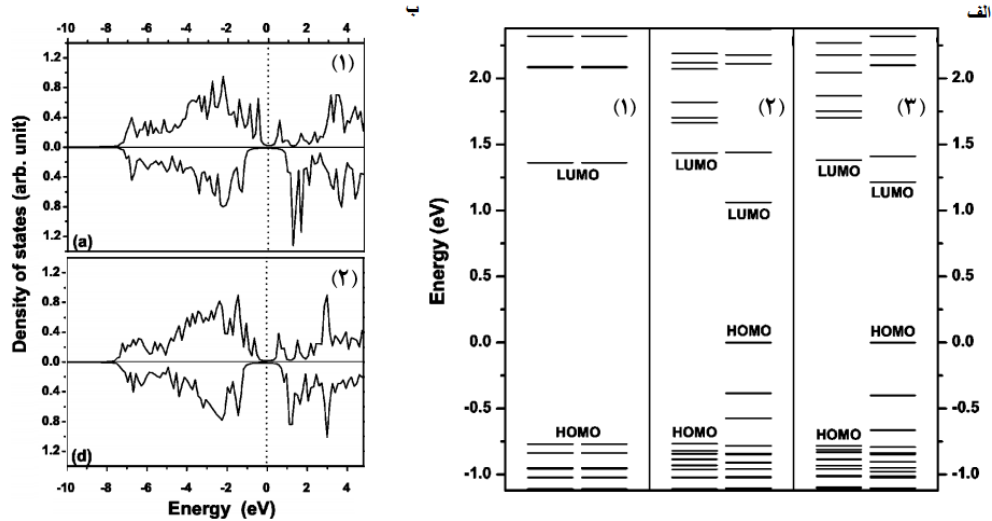 ب
الف
-10 -8 -6 -4 -2 0 2 4
1.2
0.8
0.4
0.0
0.4
0.8
1.2
(۱)
(a)
1.2
0.8
0.4
0.0
0.4
0.8
1.2
(۲)
(d)
-10 -8 -6 -4 -2 0 2 4
Density of states (arb. unit)
Energy (eV)
Energy (eV)
2.0
1.5
1.0
0.5
0.0
-0.5
-1.0
(۱)
LUMO
HOMO
(۲)
LUMO
LUMO
HOMO
HOMO
(۳)
LUMO
LUMO
HOMO
HOMO
2.0
1.5
1.0
0.5
0.0
-0.5
-1.0